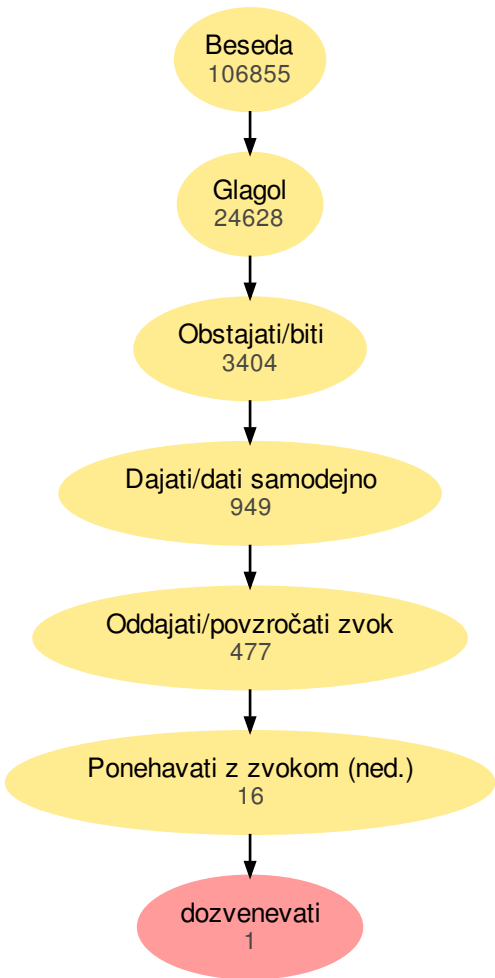 Beseda
106855
Glagol
24628
Obstajati/biti
3404
Dajati/dati samodejno
949
Oddajati/povzročati zvok
477
Ponehavati z zvokom (ned.)
16
dozvenevati
1